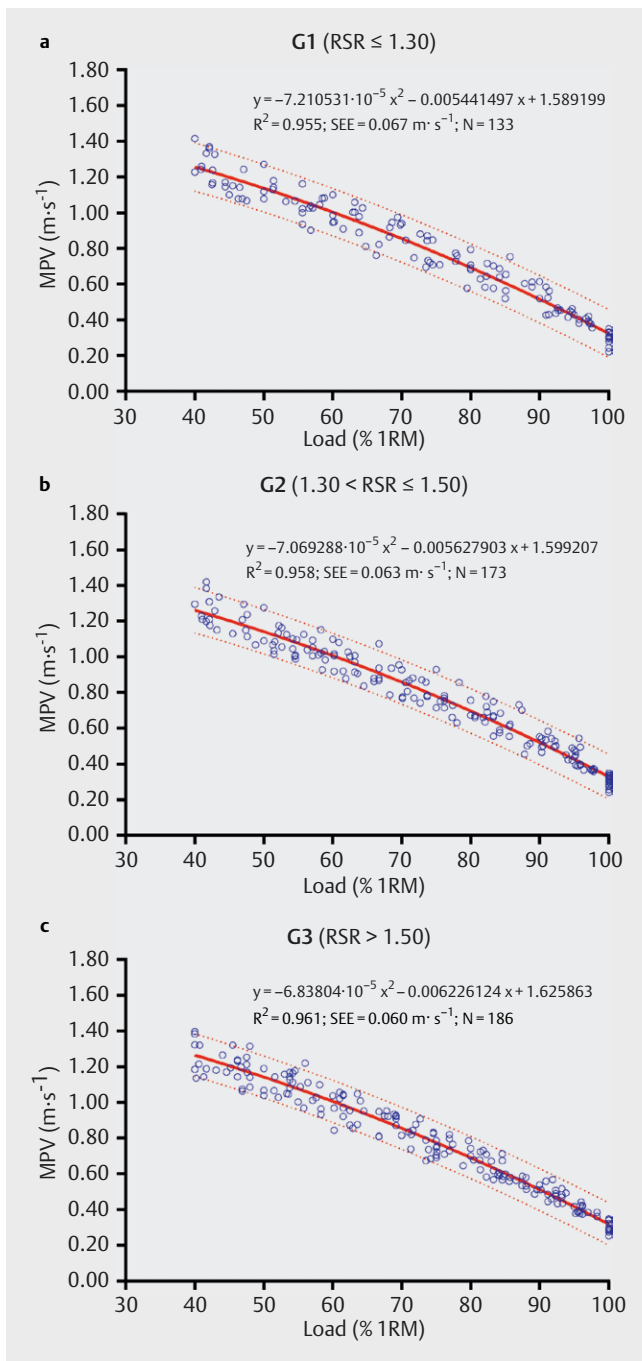 a
G1 (RSR ≤ 1.30)
y = −7.210531·10⁻⁵ x² − 0.005441497 x + 1.589199
R² = 0.955; SEE = 0.067 m· s⁻¹; N = 133
MPV (m·s⁻¹)
1.80
1.60
1.40
1.20
1.00
0.80
0.60
0.40
0.20
0.00
30 40 50 60 70 80 90 100
Load (% 1RM)
b
G2 (1.30 < RSR ≤ 1.50)
y = −7.069288·10⁻⁵ x² − 0.005627903 x + 1.599207
R² = 0.958; SEE = 0.063 m· s⁻¹; N = 173
MPV (m·s⁻¹)
1.80
1.60
1.40
1.20
1.00
0.80
0.60
0.40
0.20
0.00
30 40 50 60 70 80 90 100
Load (% 1RM)
c
G3 (RSR > 1.50)
y = −6.83804·10⁻⁵ x² − 0.006226124 x + 1.625863
R² = 0.961; SEE = 0.060 m· s⁻¹; N = 186
MPV (m·s⁻¹)
1.80
1.60
1.40
1.20
1.00
0.80
0.60
0.40
0.20
0.00
30 40 50 60 70 80 90 100
Load (% 1RM)